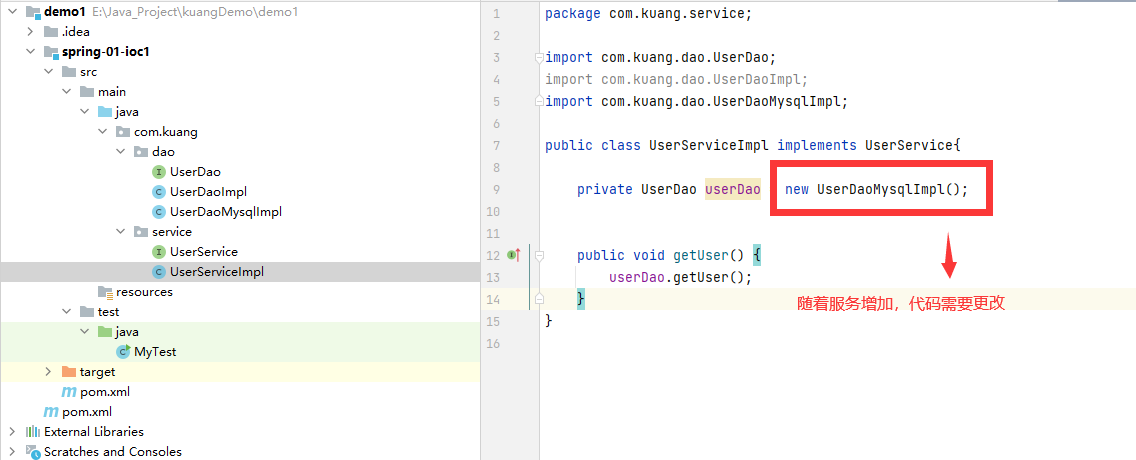 demo1 E:\Java_Project\kuangDemo\demo1
.idea
spring-01-ioc1
src
main
java
com.kuang
dao
UserDao
UserDaoImpl
UserDaoMysqlImpl
service
UserService
UserServiceImpl
resources
test
java
MyTest
target
pom.xml
pom.xml
External Libraries
Scratches and Consoles
1 package com.kuang.service;
2
3 import com.kuang.dao.UserDao;
4 import com.kuang.dao.UserDaoImpl;
5 import com.kuang.dao.UserDaoMysqlImpl;
6
7 public class UserServiceImpl implements UserService{
8
9 private UserDao userDao new UserDaoMysqlImpl();
10
11
12 public void getUser() {
13 userDao.getUser();
14 }
随着服务增加，代码需要更改
15 }
16